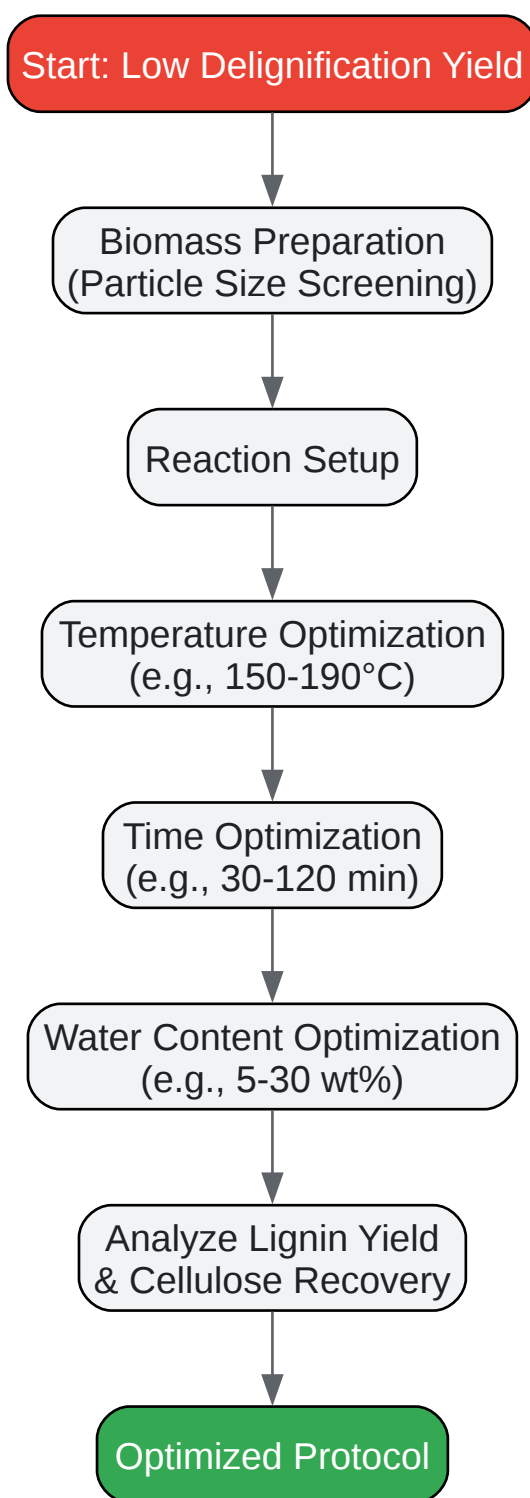 Start: Low Delignification Yield
Biomass Preparation
(Particle Size Screening)
Reaction Setup
Temperature Optimization
(e.g., 150-190°C)
Time Optimization
(e.g., 30-120 min)
Water Content Optimization
(e.g., 5-30 wt%)
Analyze Lignin Yield
& Cellulose Recovery
Optimized Protocol